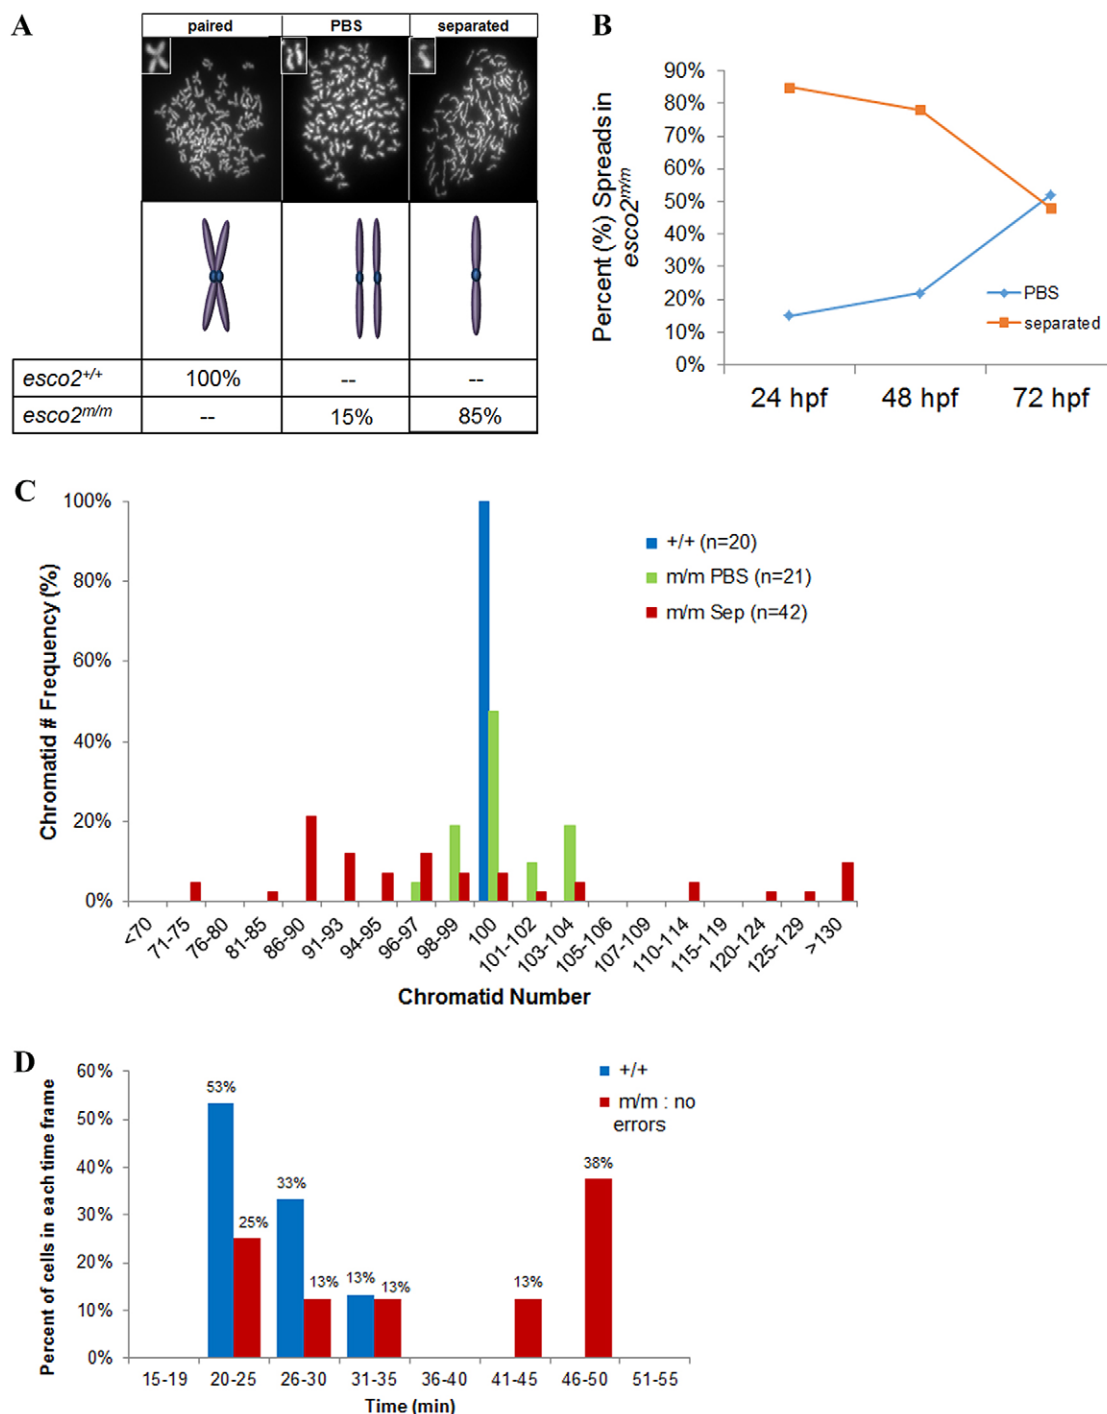 A
paired PBS separated
esco2+/+ 100% -- --
esco2m/m -- 15% 85%
B
90%
80%
70%
60%
50%
40%
30%
20%
10%
0%
Percent (%) Spreads in
esco2m/m
PBS
separated
24 hpf 48 hpf 72 hpf
C
100%
80%
60%
40%
20%
0%
Chromatid # Frequency (%)
+/+ (n=20)
m/m PBS (n=21)
m/m Sep (n=42)
<70 71-75 76-80 81-85 86-90 91-93 94-95 96-97 98-99 100 101-102 103-104 105-106 107-109 110-114 115-119 120-124 125-129 >130
Chromatid Number
D
60%
50%
40%
30%
20%
10%
0%
Percent of cells in each time frame
+/+
m/m : no
errors
53%
25%
33%
13%
13%
13%
13%
38%
15-19 20-25 26-30 31-35 36-40 41-45 46-50 51-55
Time (min)